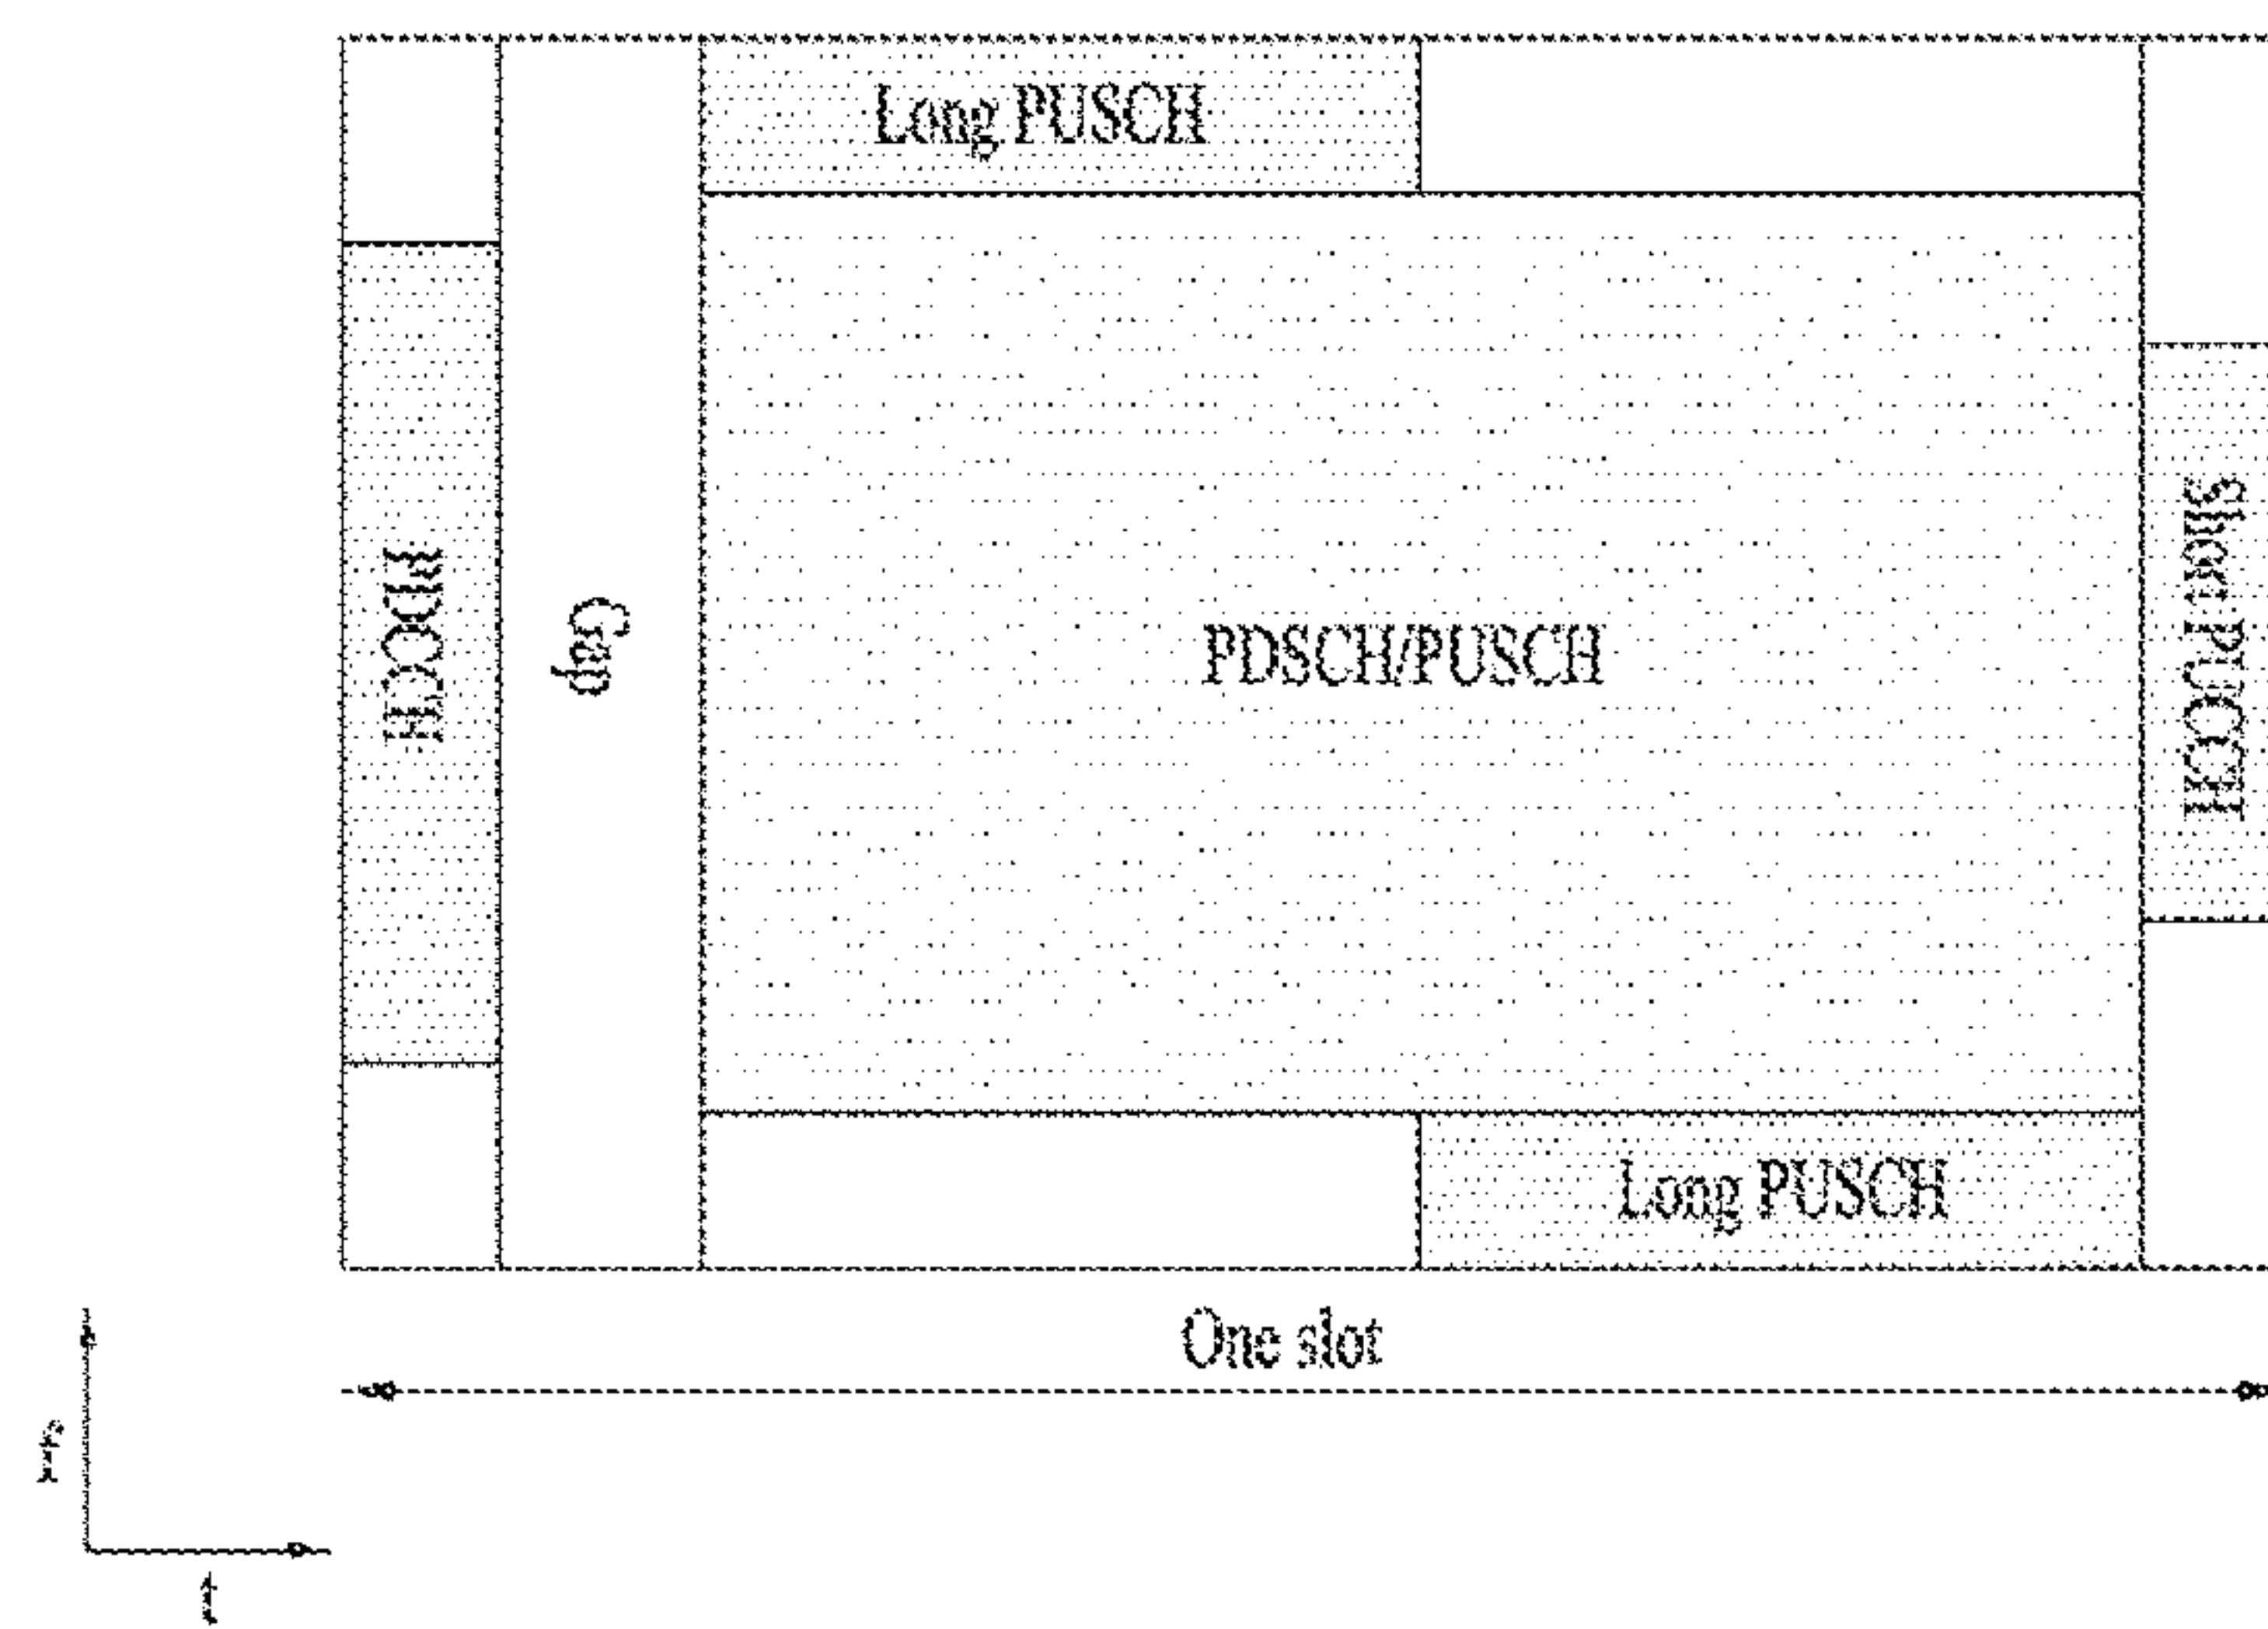 Long PUSCH
PDCCH
Gap
PDSCH/PUSCH
Short PUCCH
Long PUSCH
One slot
f
t